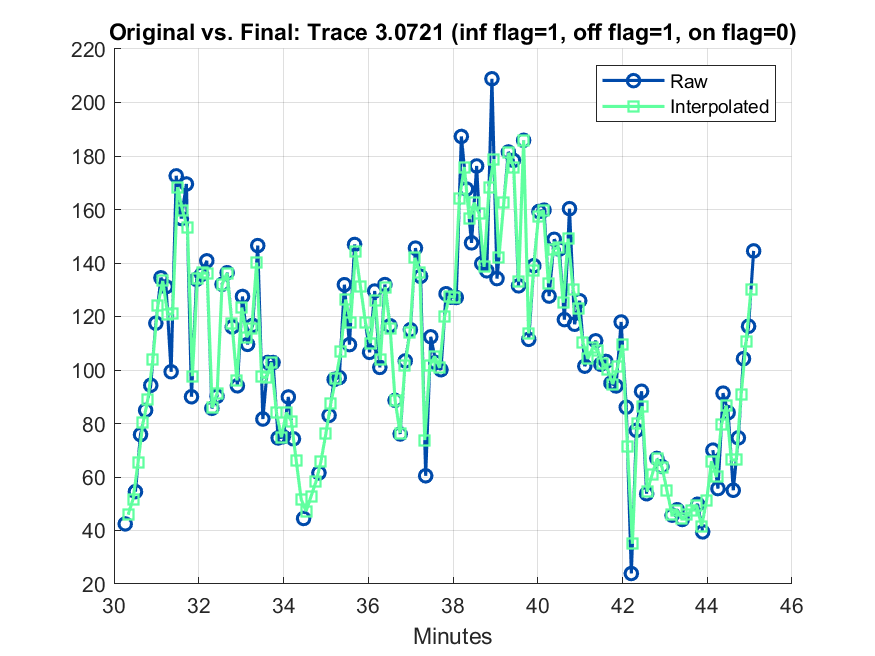 Original vs. Final: Trace 3.0721 (inf flag=1, off flag=1, on flag=0)
220
200
180
160
140
120
100
80
60
40
20
Raw
Interpolated
30 32 34 36 38 40 42 44 46
Minutes